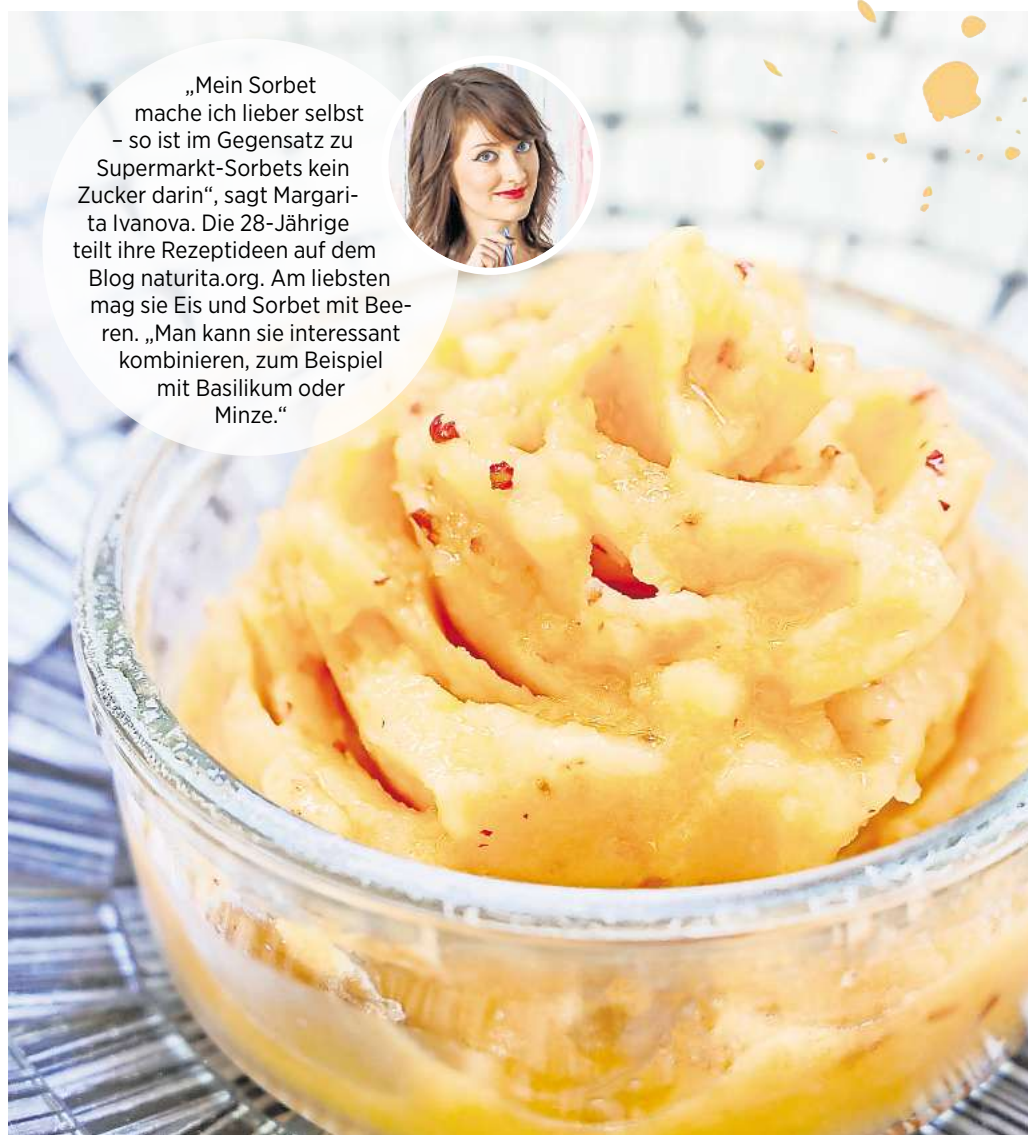 „Mein Sorbet
mache ich lieber selbst
– so ist im Gegensatz zu
Supermarkt-Sorbets kein
Zucker darin“, sagt Margari-
ta Ivanova. Die 28-Jährige
teilt ihre Rezeptideen auf dem
Blog naturita.org. Am liebsten
mag sie Eis und Sorbet mit Bee-
ren. „Man kann sie interessant
kombinieren, zum Beispiel
mit Basilikum oder
Minze.“